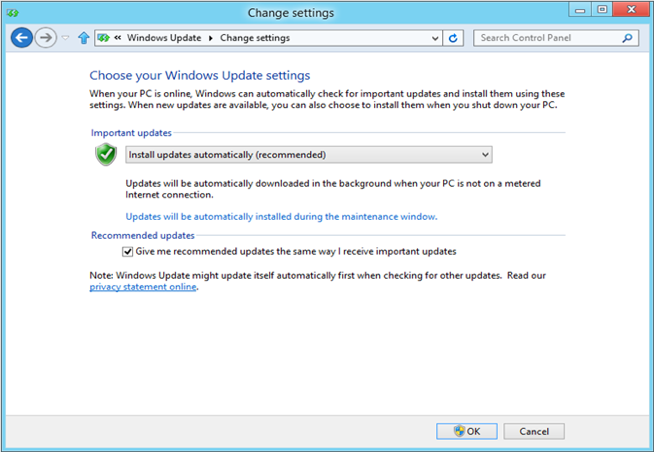 Change settings
« Windows Update ▸ Change settings
Search Control Panel
Choose your Windows Update settings
When your PC is online, Windows can automatically check for important updates and install them using these
settings. When new updates are available, you can also choose to install them when you shut down your PC.
Important updates
Install updates automatically (recommended)
Updates will be automatically downloaded in the background when your PC is not on a metered
Internet connection.
Updates will be automatically installed during the maintenance window.
Recommended updates
Give me recommended updates the same way I receive important updates
Note: Windows Update might update itself automatically first when checking for other updates. Read our
privacy statement online.
OK
Cancel